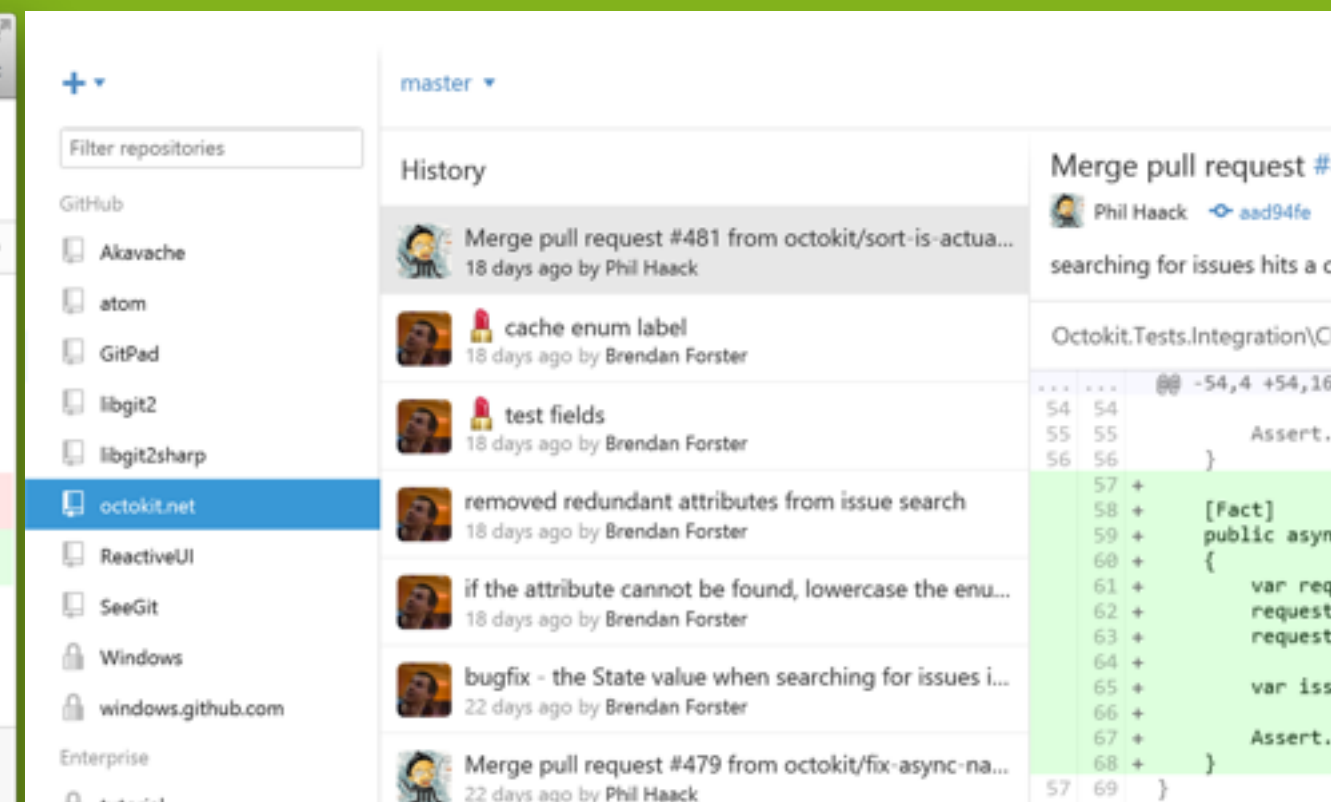 master
Filter repositories
GitHub
Akavache
atom
GitPad
libgit2
libgit2sharp
octokit.net
ReactiveUI
SeeGit
Windows
windows.github.com
Enterprise
tutorial
History
Merge pull request #481 from octokit/sort-is-actua...
18 days ago by Phil Haack
cache enum label
18 days ago by Brendan Forster
test fields
18 days ago by Brendan Forster
removed redundant attributes from issue search
18 days ago by Brendan Forster
if the attribute cannot be found, lowercase the enu...
18 days ago by Brendan Forster
bugfix - the State value when searching for issues i...
22 days ago by Brendan Forster
Merge pull request #479 from octokit/fix-async-na...
22 days ago by Phil Haack
Merge pull request #
Phil Haack aad94fe
searching for issues hits a
Octokit.Tests.Integration\C
... ... @@ -54,4 +54,16
54 54
55 55 Assert.
56 56 }
57 +
58 + [Fact]
59 + public asyn
60 + {
61 + var req
62 + request
63 + request
64 +
65 + var iss
66 +
67 + Assert.
68 + }
57 69 }